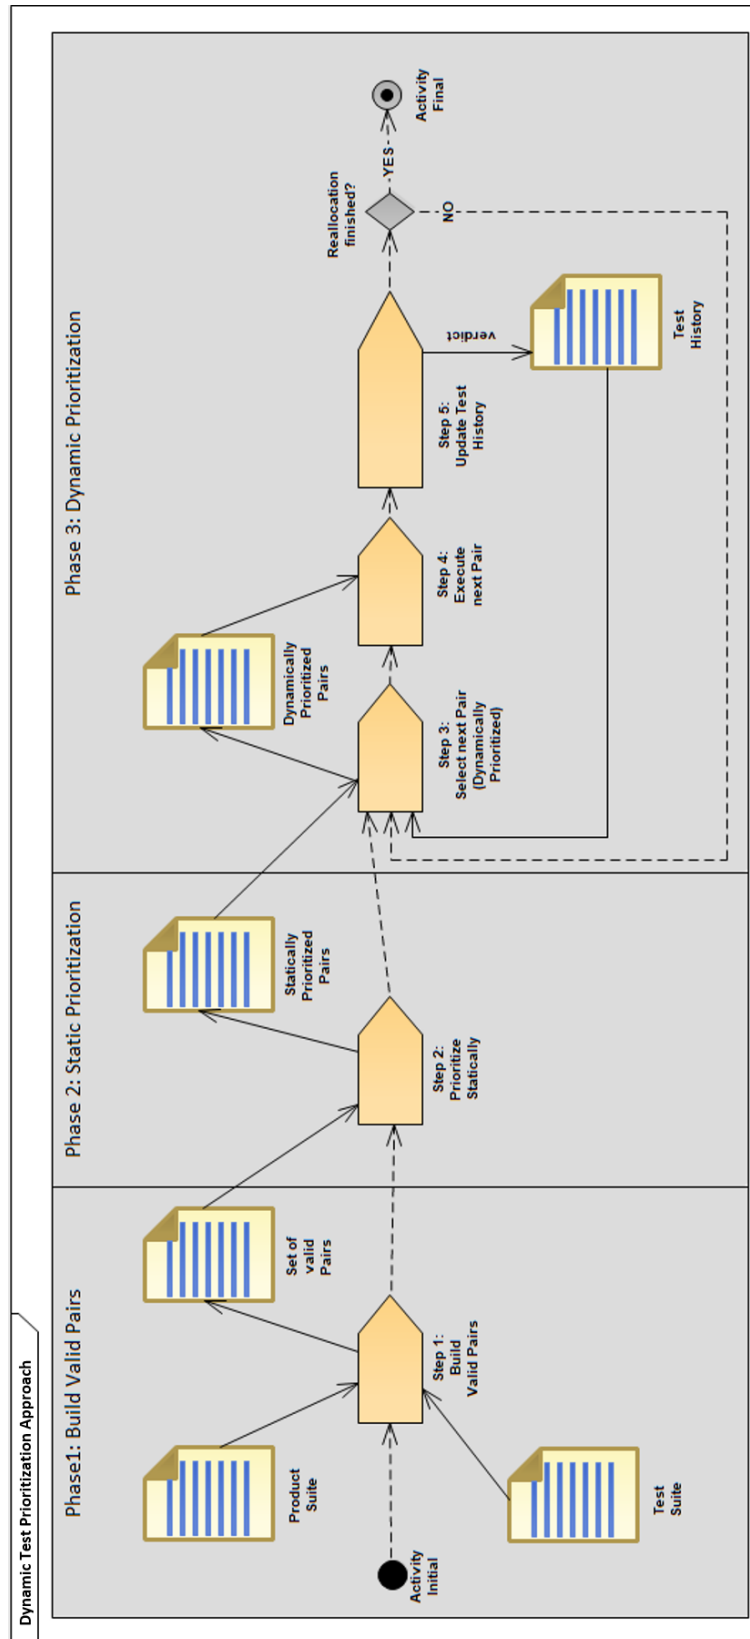 Dynamic Test Prioritization Approach
Phase1: Build Valid Pairs
Phase 2: Static Prioritization
Phase 3: Dynamic Prioritization
Product
Suite
Set of
valid
Pairs
Statically
Prioritized
Pairs
Dynamically
Prioritized
Pairs
Reallocation
finished?
YES
Activity
Final
NO
Activity
Initial
Step 1:
Build
Valid Pairs
Step 2:
Prioritize
Statically
Step 3:
Select next Pair
(Dynamically
Prioritized)
Step 4:
Execute
next Pair
Step 5:
Update Test
History
verdict
Test
Suite
Test
History